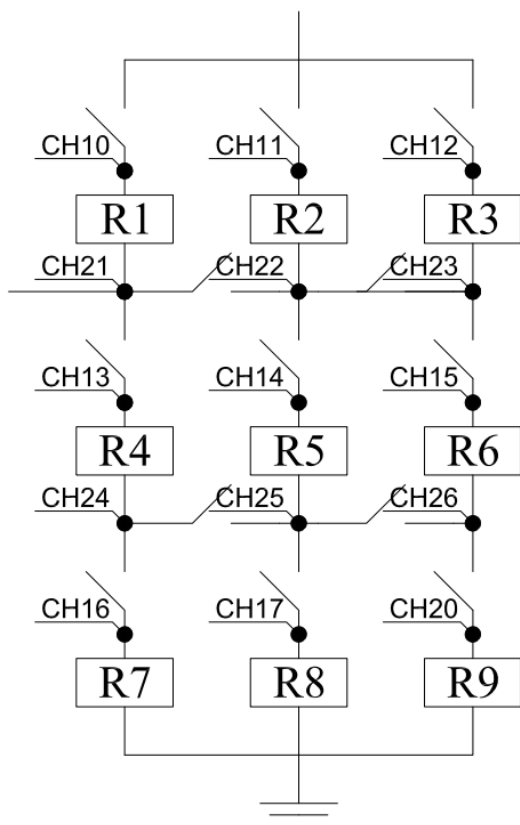 CH10 CH11 CH12
R1 R2 R3
CH21 CH22 CH23
CH13 CH14 CH15
R4 R5 R6
CH24 CH25 CH26
CH16 CH17 CH20
R7 R8 R9